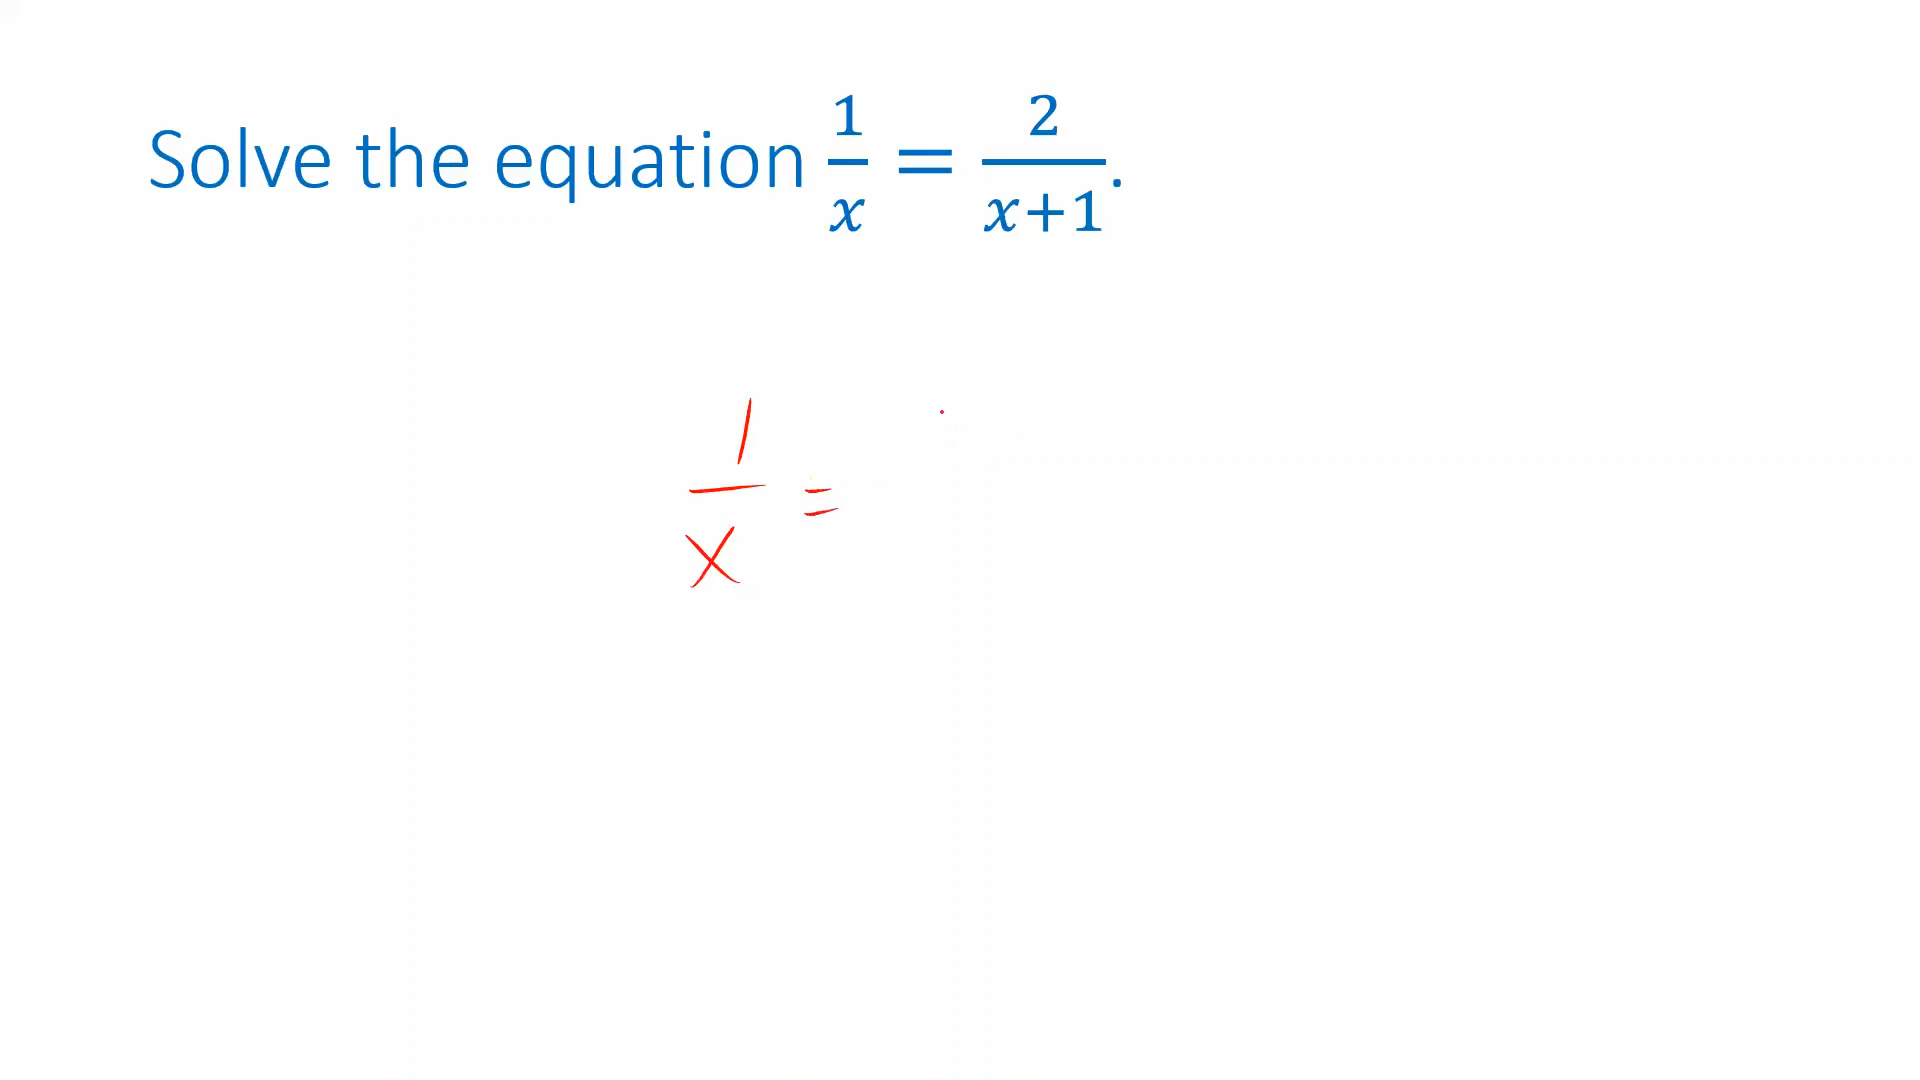 Solve the equation 1/x = 2/(x+1).
1/x =